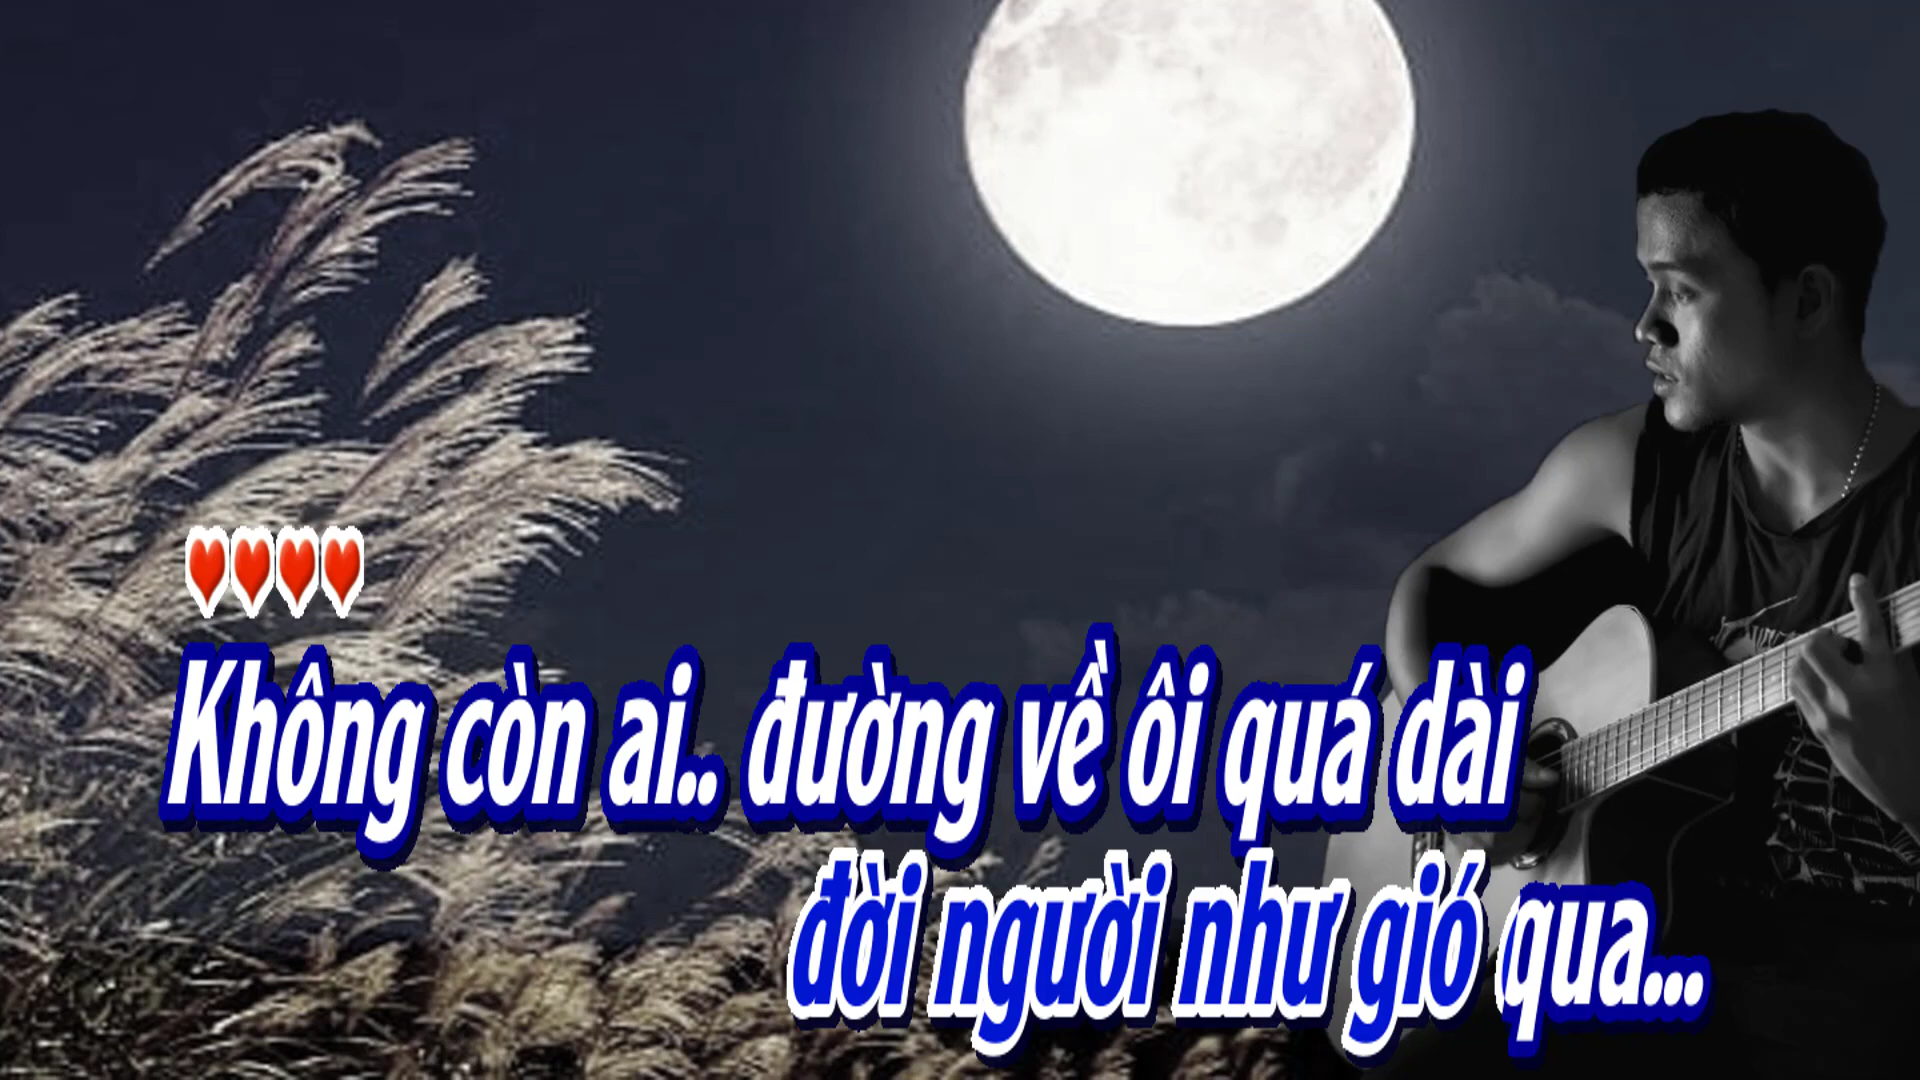 Không còn ai.. đường về ôi quá dài
đời người như gió qua...